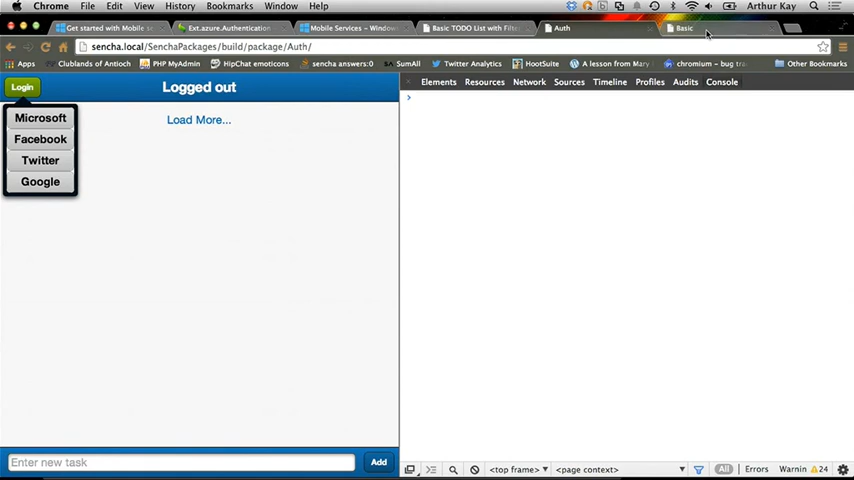 Chrome File Edit View History Bookmarks Window Help Arthur Kay
Get started with Mobile se Ext.azure.Authentication Mobile Services – Window Basic TODO List with Filter Auth Basic
sencha.local/SenchaPackages/build/package/Auth/
Apps Clublands of Antioch PHP MyAdmin HipChat emoticons sencha answers:0 SumAll Twitter Analytics HootSuite A lesson from Mary chromium – bug tra Other Bookmarks
Login Logged out Elements Resources Network Sources Timeline Profiles Audits Console
Microsoft
Load More...
Facebook
Twitter
Google
Enter new task Add
<top frame> <page context> All Errors Warnin 24